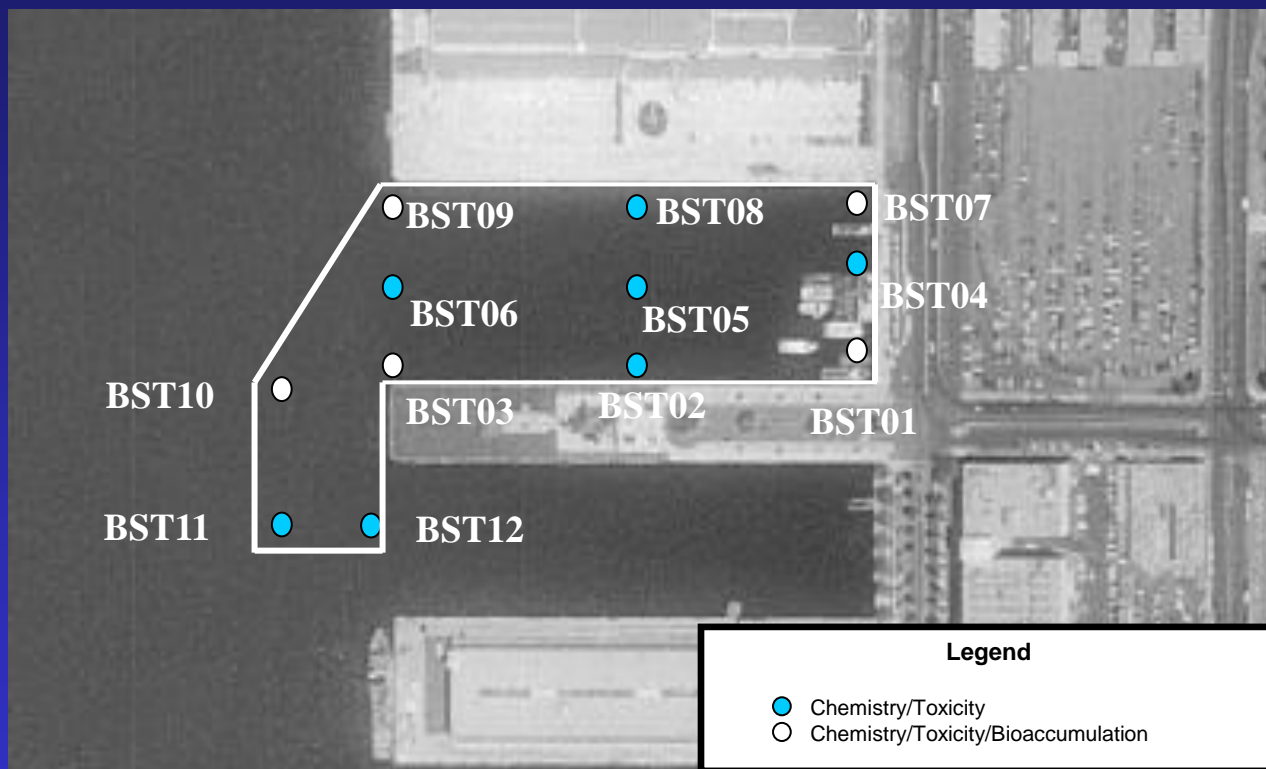 BST09
BST08
BST07
BST06
BST05
BST04
BST10
BST03
BST02
BST01
BST11
BST12
Legend
Chemistry/Toxicity
Chemistry/Toxicity/Bioaccumulation